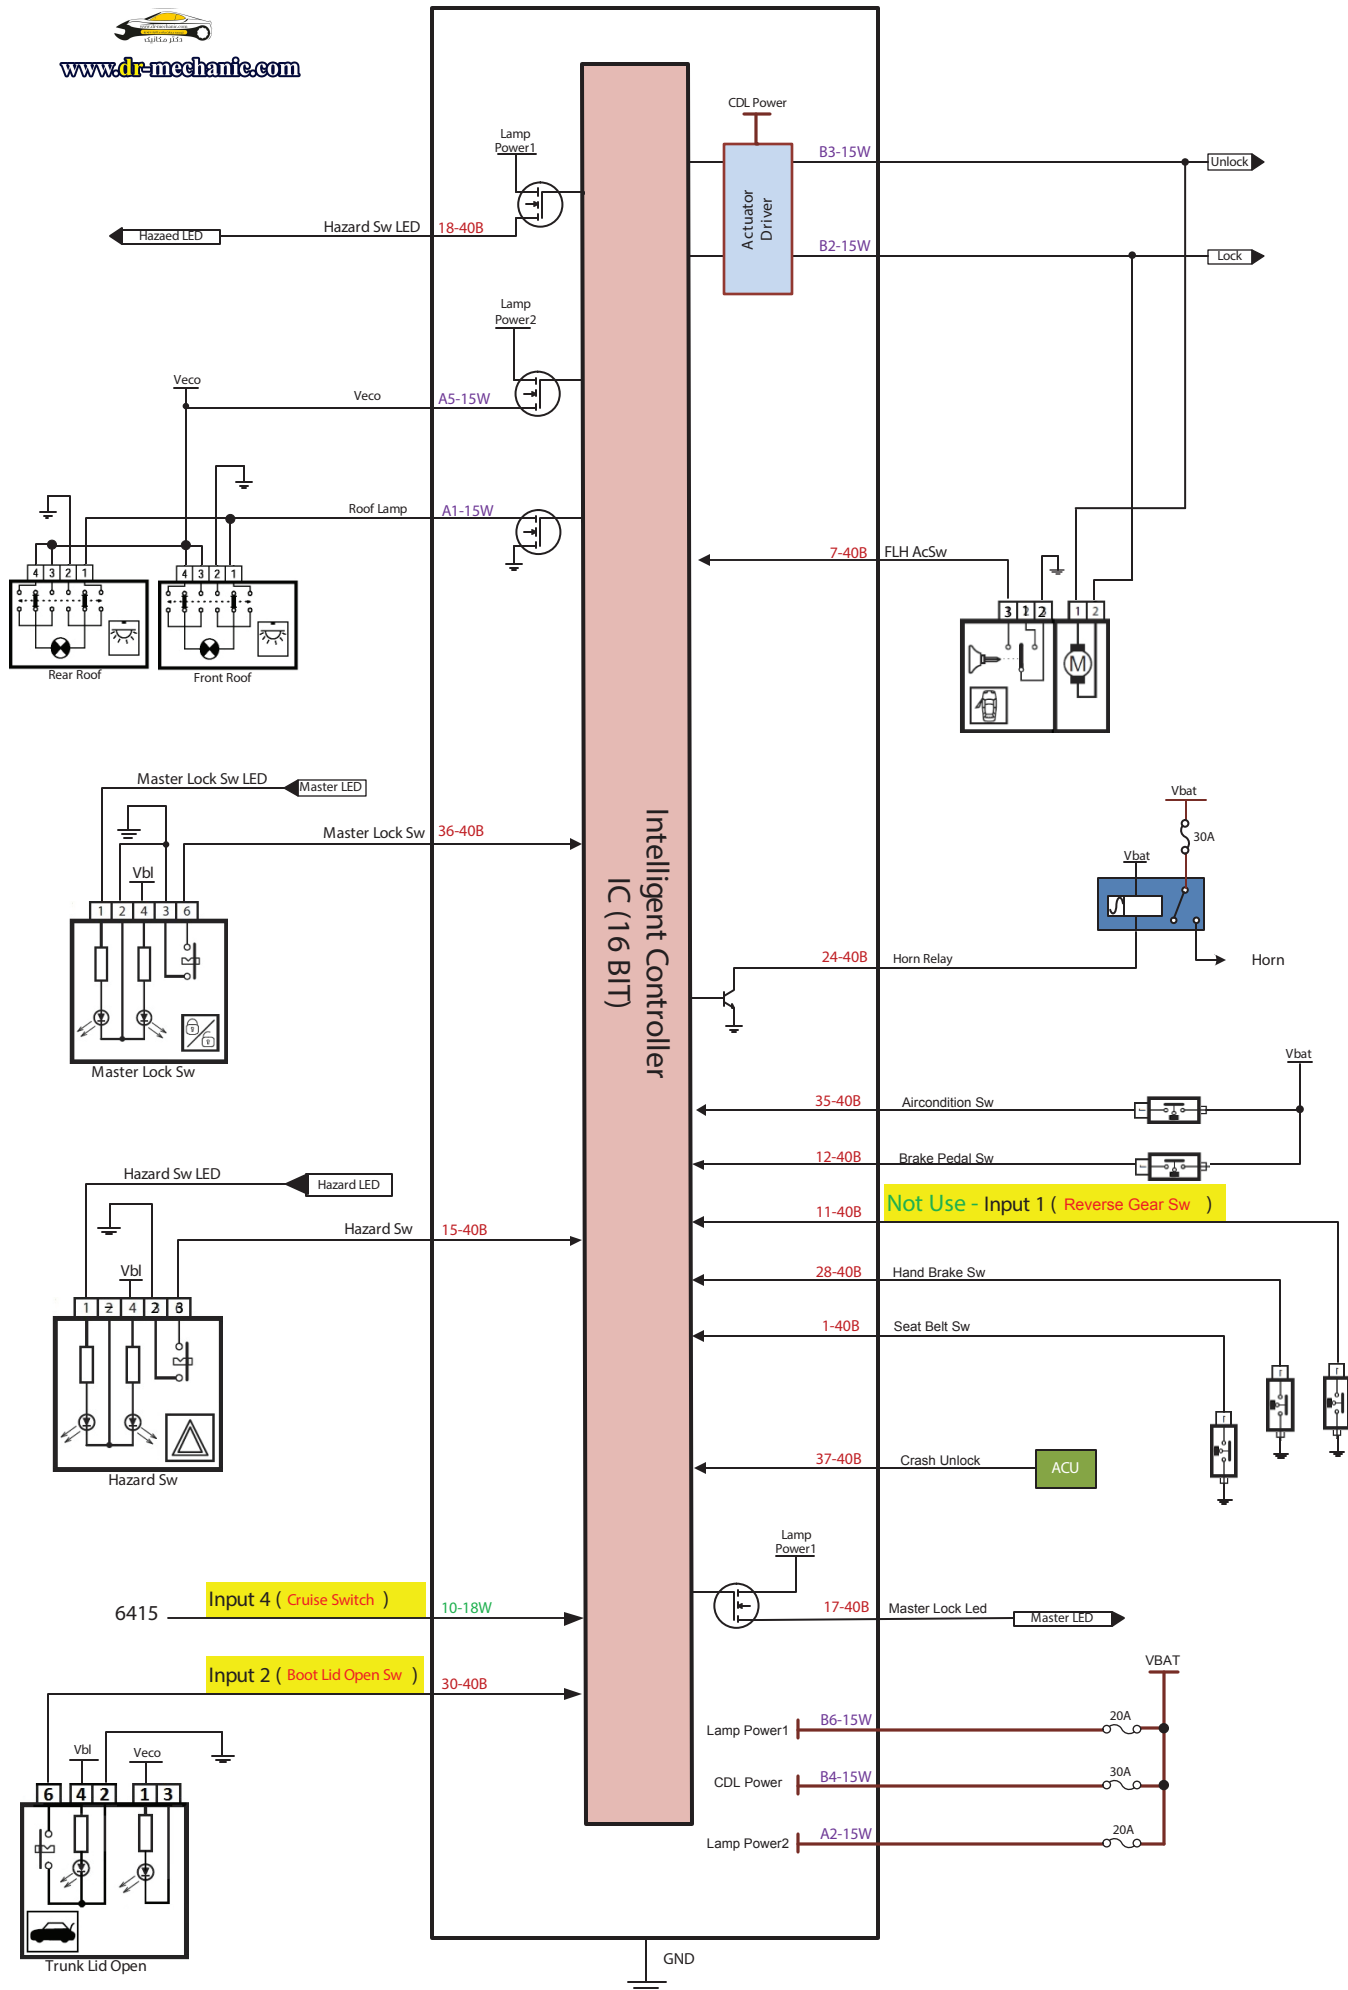 دکتر مکانیک
www.dr-mechanic.com
CDL Power
Lamp
Power1
Actuator
Driver
B3-15W
Unlock
Hazard Sw LED
18-40B
Hazaed LED
B2-15W
Lock
Lamp
Power2
Veco
Veco
A5-15W
Roof Lamp
A1-15W
7-40B
FLH AcSw
4 3 2 1
4 3 2 1
Rear Roof
Front Roof
1 2
M
Master Lock Sw LED
Master LED
Master Lock Sw
36-40B
Vbl
1 2 4 3 6
Master Lock Sw
Intelligent Controller
IC (16 BIT)
Vbat
30A
Vbat
24-40B
Horn Relay
Horn
Vbat
35-40B
Aircondition Sw
12-40B
Brake Pedal Sw
Not Use - Input 1 ( Reverse Gear Sw )
11-40B
28-40B
Hand Brake Sw
1-40B
Seat Belt Sw
Hazard Sw LED
Hazard LED
Hazard Sw
15-40B
Vbl
Hazard Sw
37-40B
Crash Unlock
ACU
Lamp
Power1
Input 4 ( Cruise Switch )
6415
10-18W
17-40B
Master Lock Led
Master LED
Input 2 ( Boot Lid Open Sw )
30-40B
VBAT
Lamp Power1
B6-15W
20A
CDL Power
B4-15W
30A
Lamp Power2
A2-15W
20A
Vbl
Veco
6 4 2 1 3
Trunk Lid Open
GND